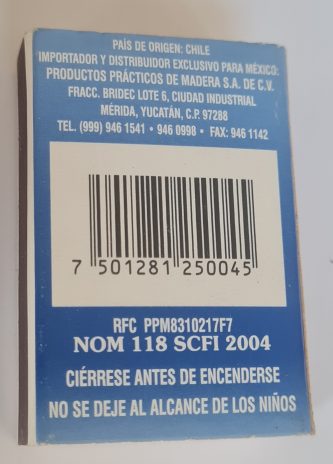 PAÍS DE ORIGEN: CHILE
IMPORTADOR Y DISTRIBUIDOR EXCLUSIVO PARA MÉXICO:
PRODUCTOS PRÁCTICOS DE MADERA S.A. DE C.V.
FRACC. BRIDEC LOTE 6, CIUDAD INDUSTRIAL
MÉRIDA, YUCATÁN, C.P. 97288
TEL. (999) 946 1541 • 946 0998 • FAX: 946 1142
7 501281 250045
RFC PPM8310217F7
NOM 118 SCFI 2004
CIÉRRESE ANTES DE ENCENDERSE
NO SE DEJE AL ALCANCE DE LOS NIÑOS